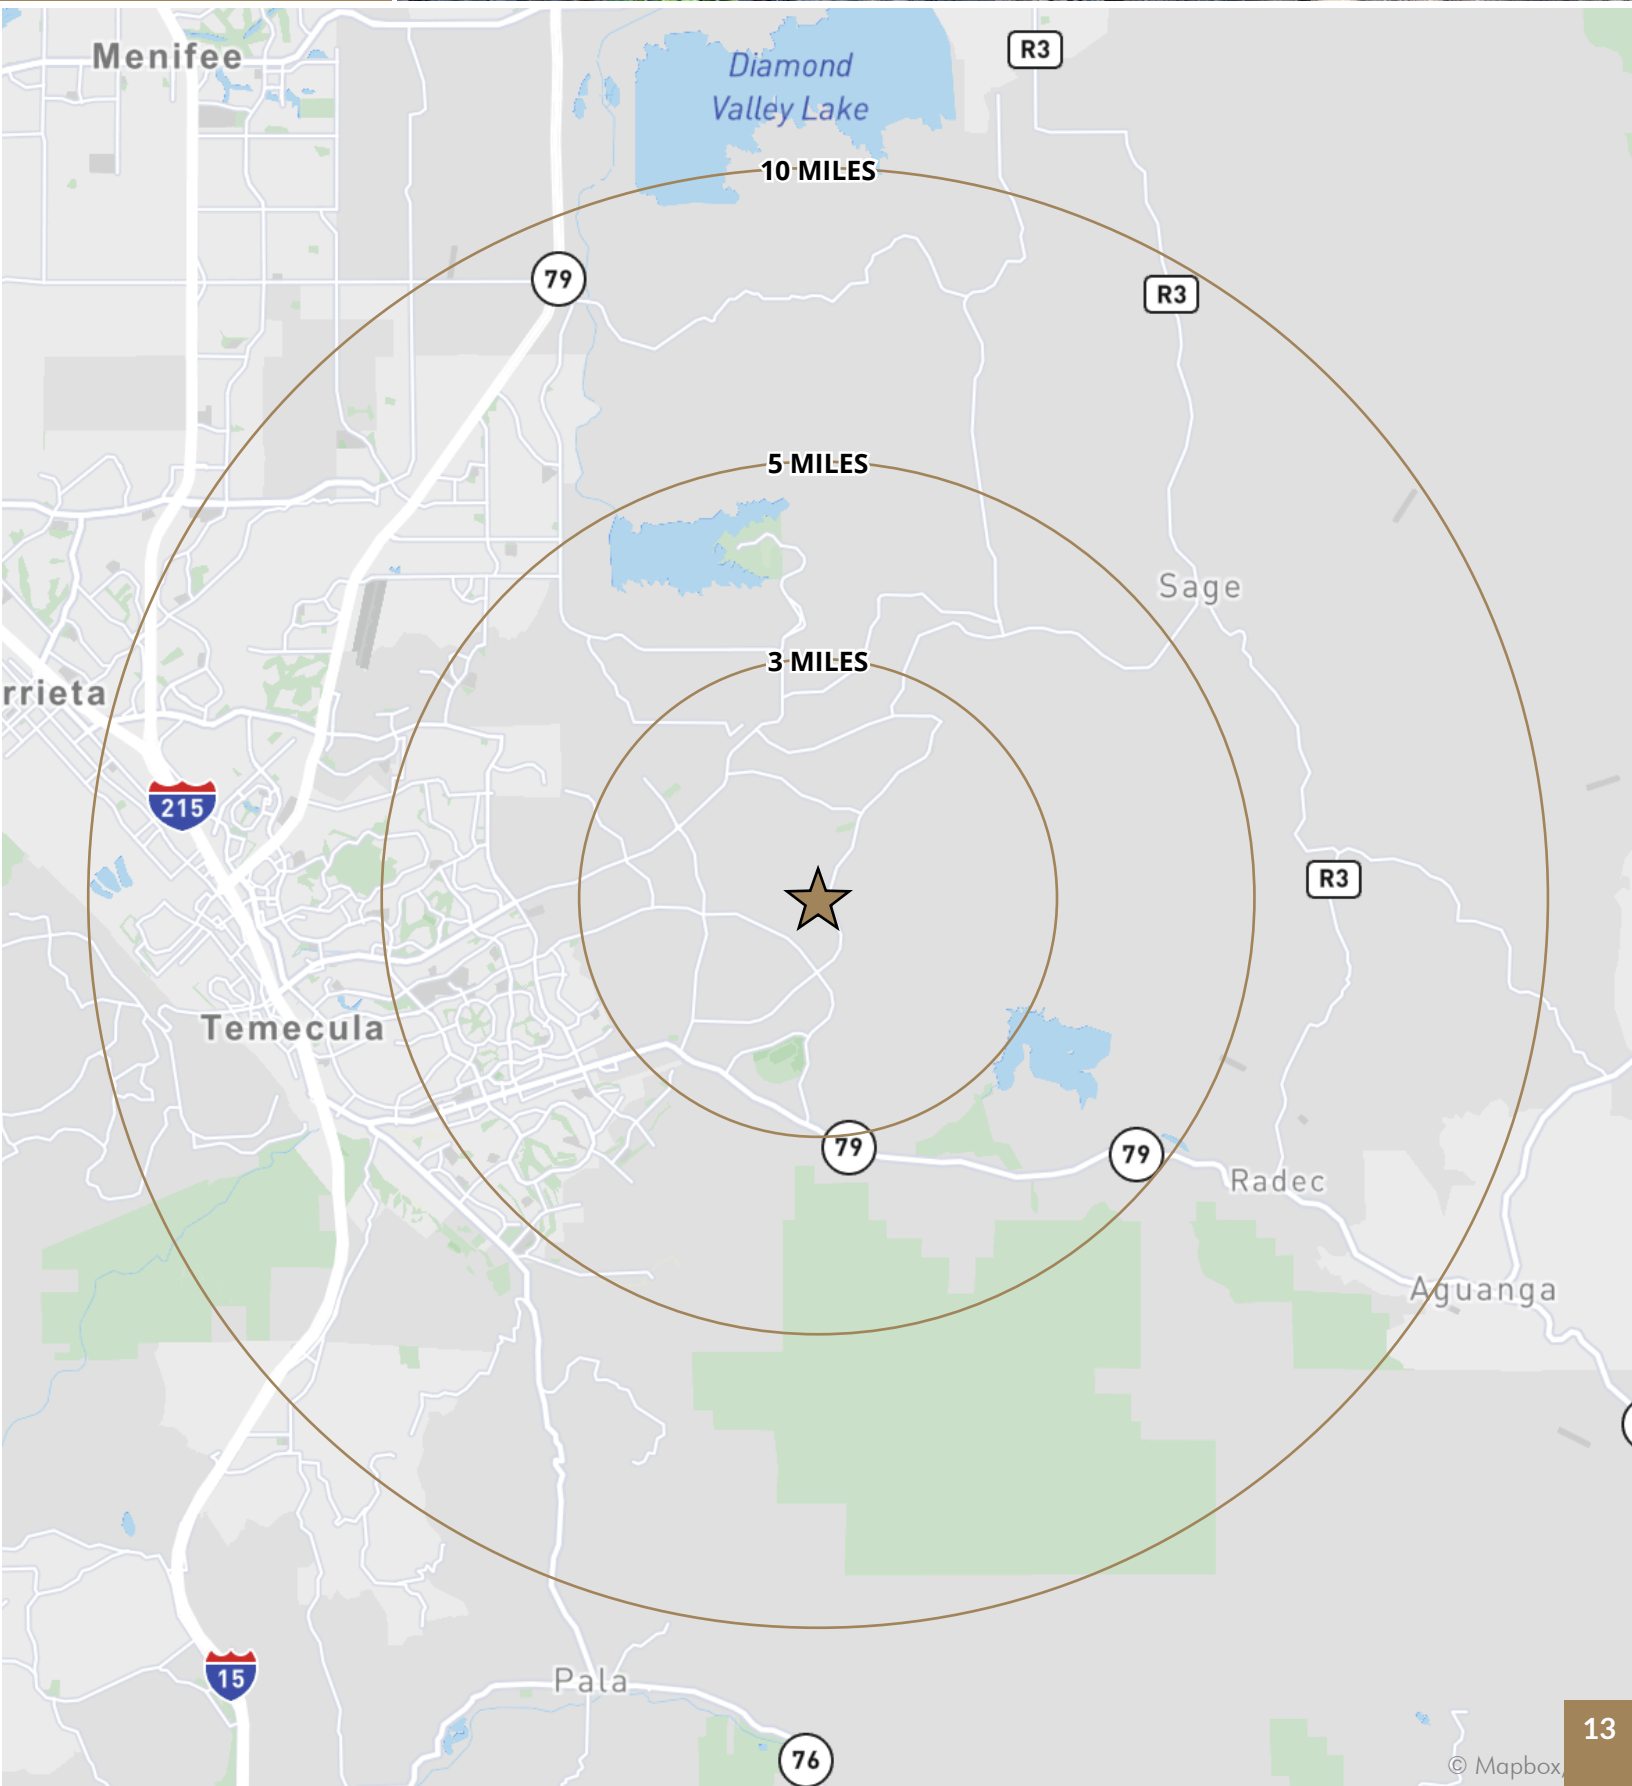 Menifee
Diamond
Valley Lake
R3
10 MILES
79
R3
5 MILES
Sage
3 MILES
rrieta
215
R3
Temecula
79
79
Radec
Aguanga
15
Pala
76
13
© Mapbox,